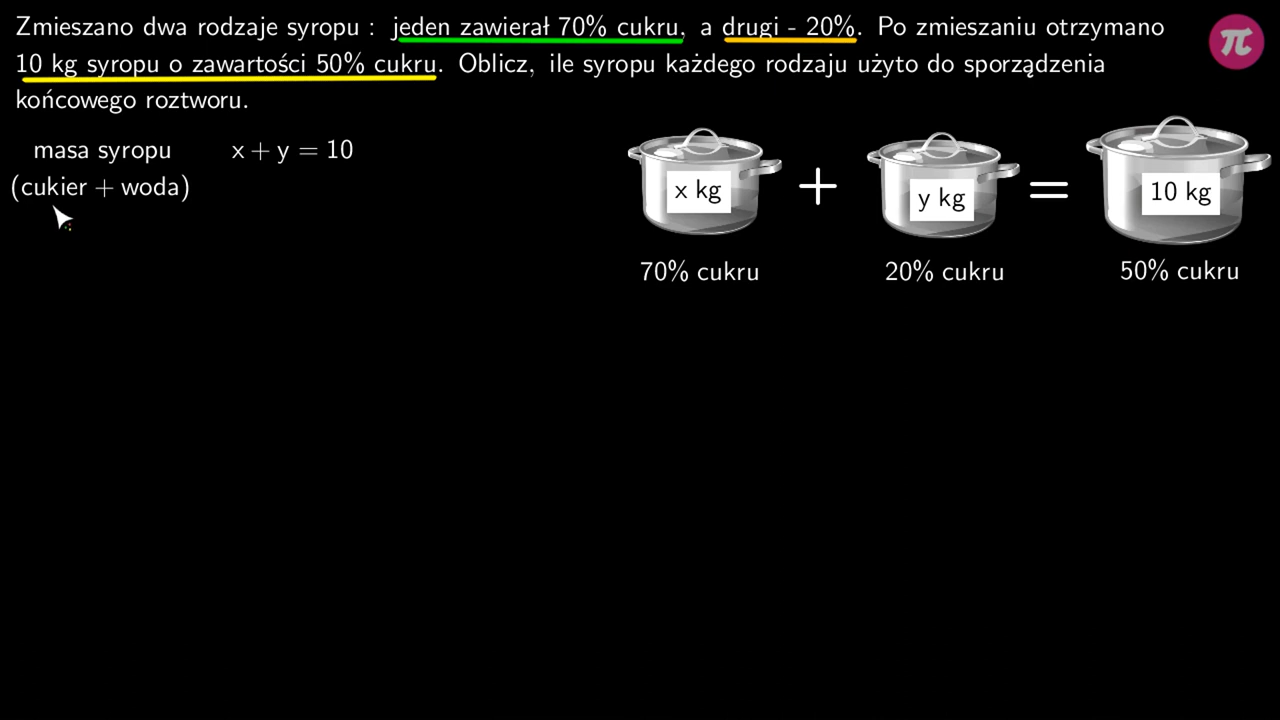 Zmieszano dwa rodzaje syropu : jeden zawierał 70% cukru, a drugi - 20%. Po zmieszaniu otrzymano
10 kg syropu o zawartości 50% cukru. Oblicz, ile syropu każdego rodzaju użyto do sporządzenia
końcowego roztworu.
masa syropu x + y = 10
(cukier + woda)
x kg + y kg = 10 kg
70% cukru 20% cukru 50% cukru
π